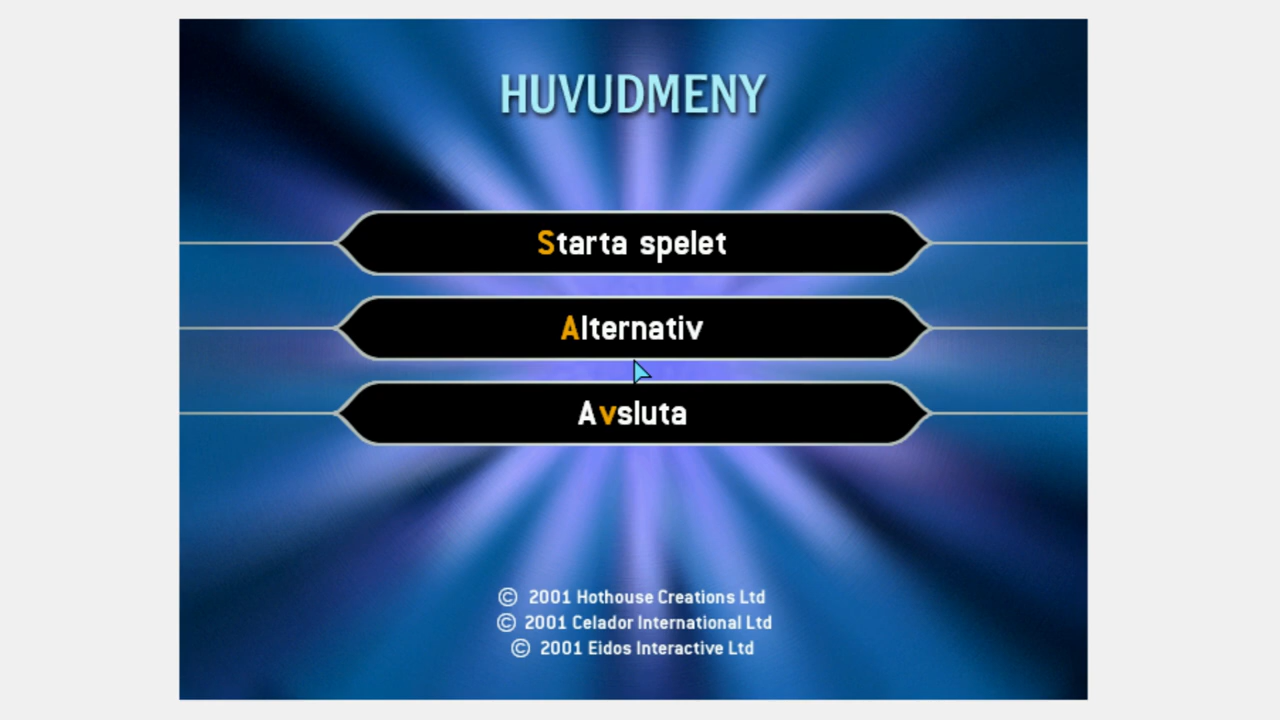 HUVUDMENY
Starta spelet
Alternativ
Avsluta
© 2001 Hothouse Creations Ltd
© 2001 Celador International Ltd
© 2001 Eidos Interactive Ltd